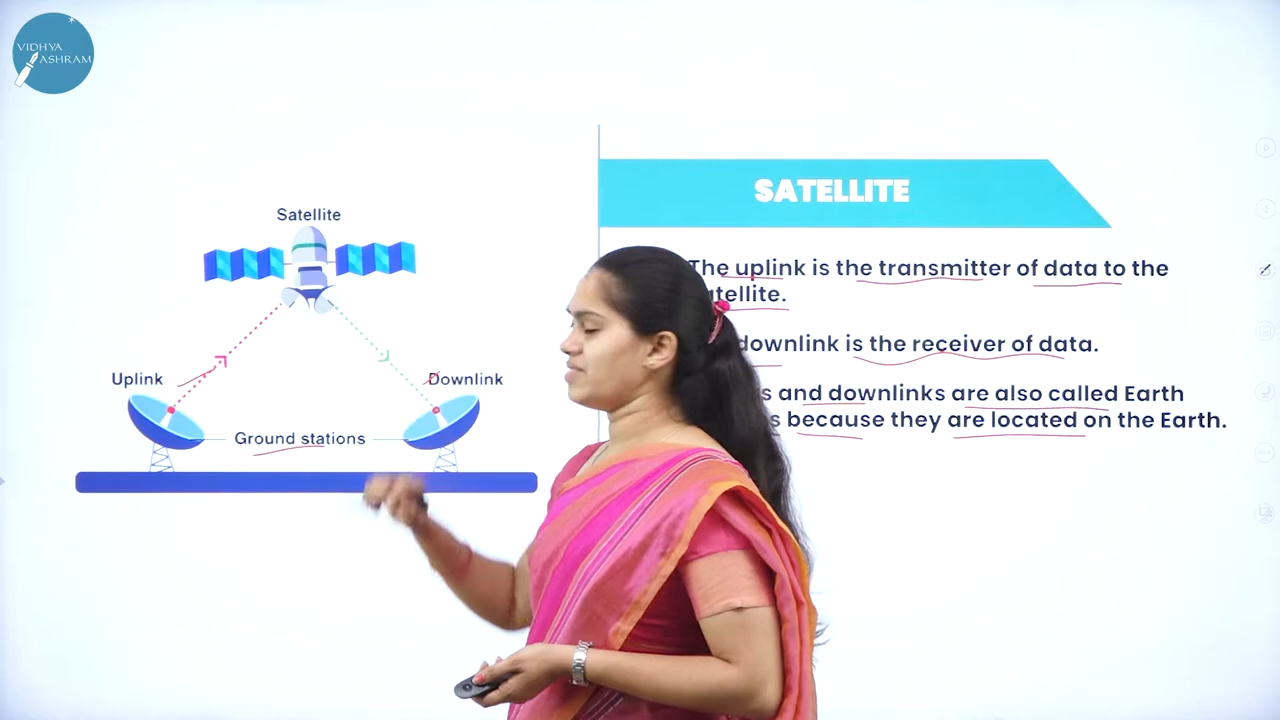 VIDHYA
ASHRAM
SATELLITE
Satellite
The uplink is the transmitter of data to the
satellite.
downlink is the receiver of data.
Uplink
Downlink
and downlinks are also called Earth
because they are located on the Earth.
Ground stations